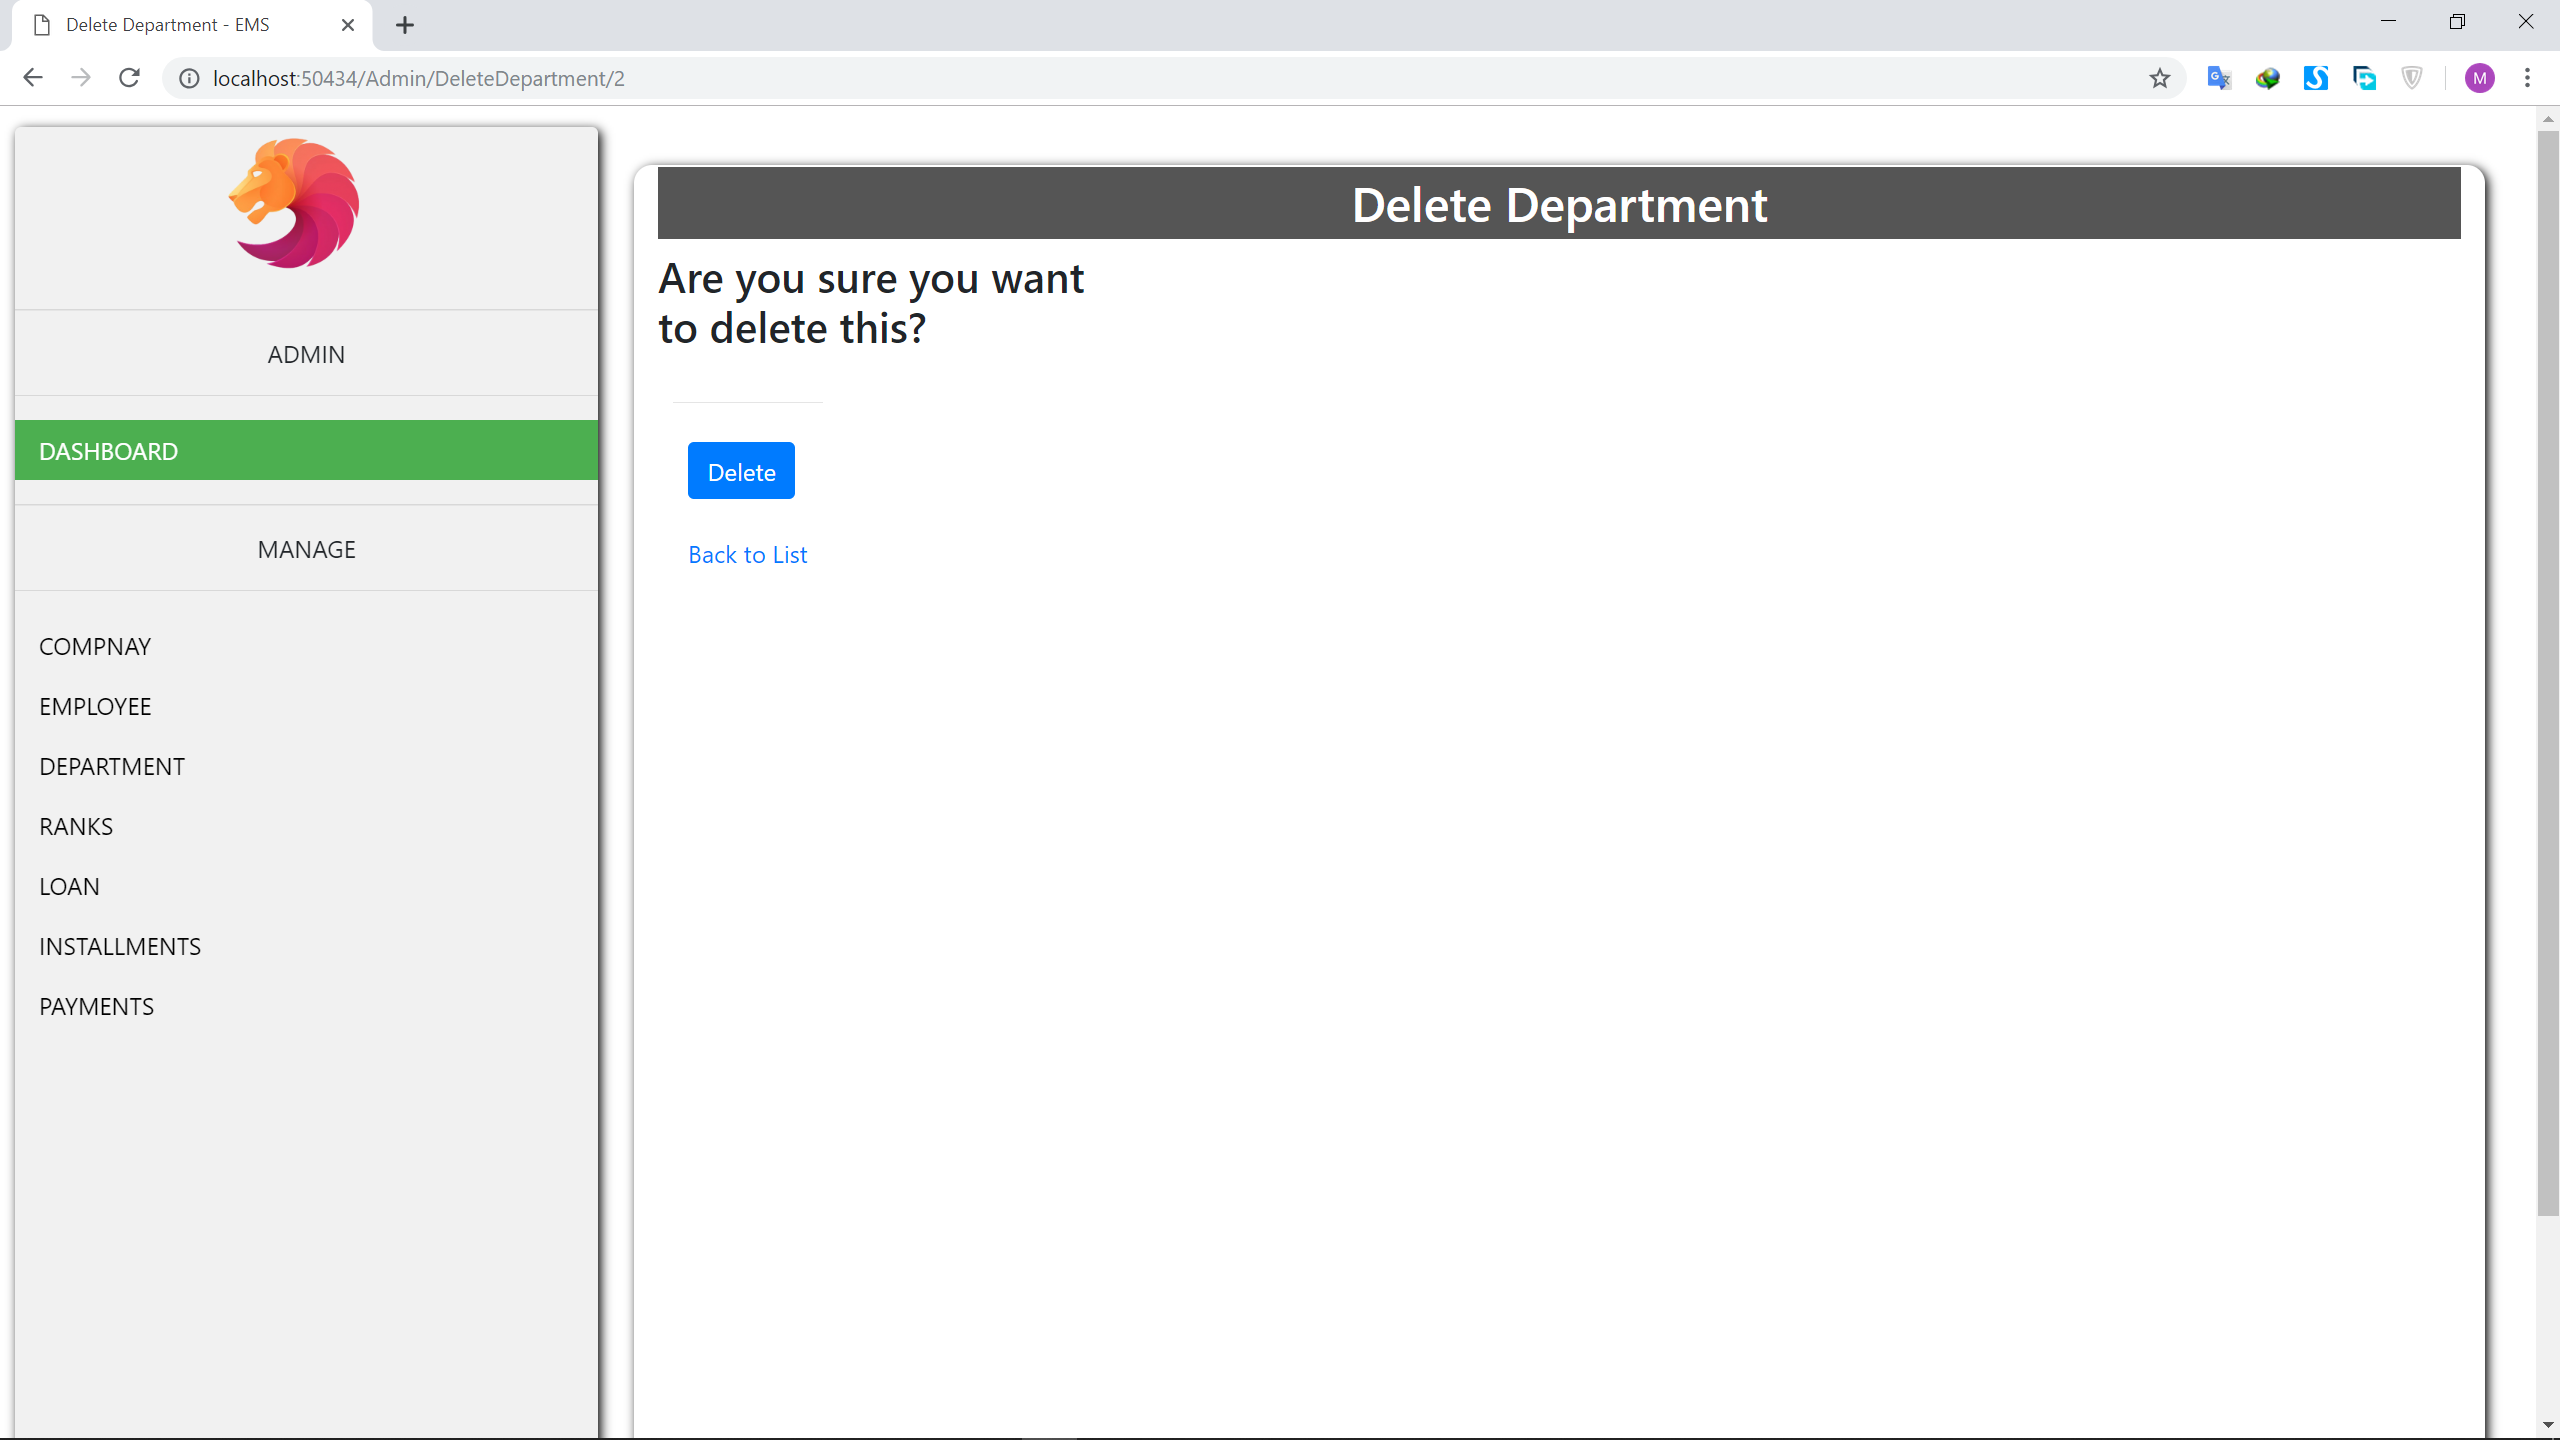 Delete Department - EMS
localhost:50434/Admin/DeleteDepartment/2
M
ADMIN
DASHBOARD
MANAGE
COMPNAY
EMPLOYEE
DEPARTMENT
RANKS
LOAN
INSTALLMENTS
PAYMENTS
Delete Department
Are you sure you want
to delete this?
Delete
Back to List